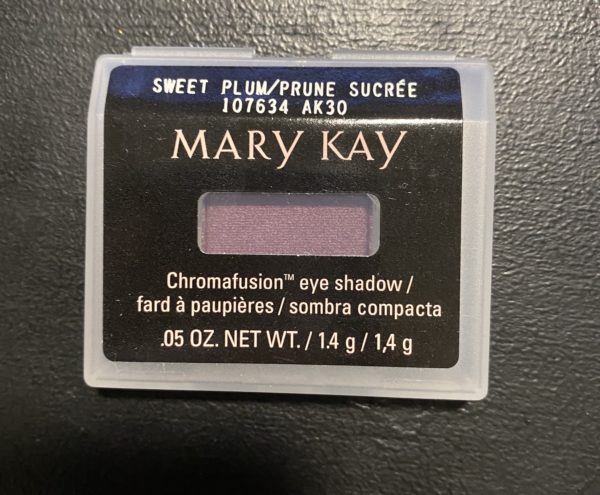 SWEET PLUM/PRUNE SUCRÉE
107634 AK30
MARY KAY
Chromafusion™ eye shadow /
fard à paupières / sombra compacta
.05 OZ. NET WT. / 1.4 g / 1,4 g